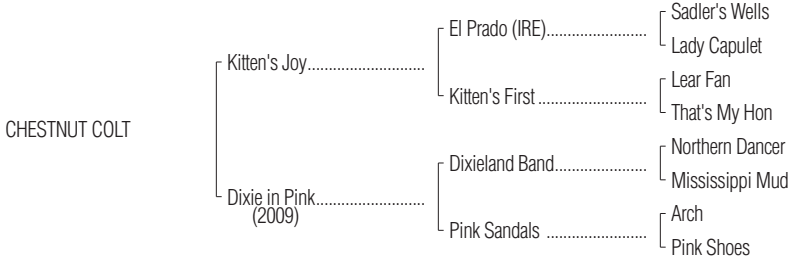 Sadler's Wells
El Prado (IRE)........................
Lady Capulet
Kitten's Joy............................
Lear Fan
Kitten's First ..........................
That's My Hon
CHESTNUT COLT
Northern Dancer
Dixieland Band......................
Mississippi Mud
Dixie in Pink..........................
(2009)
Arch
Pink Sandals ........................
Pink Shoes